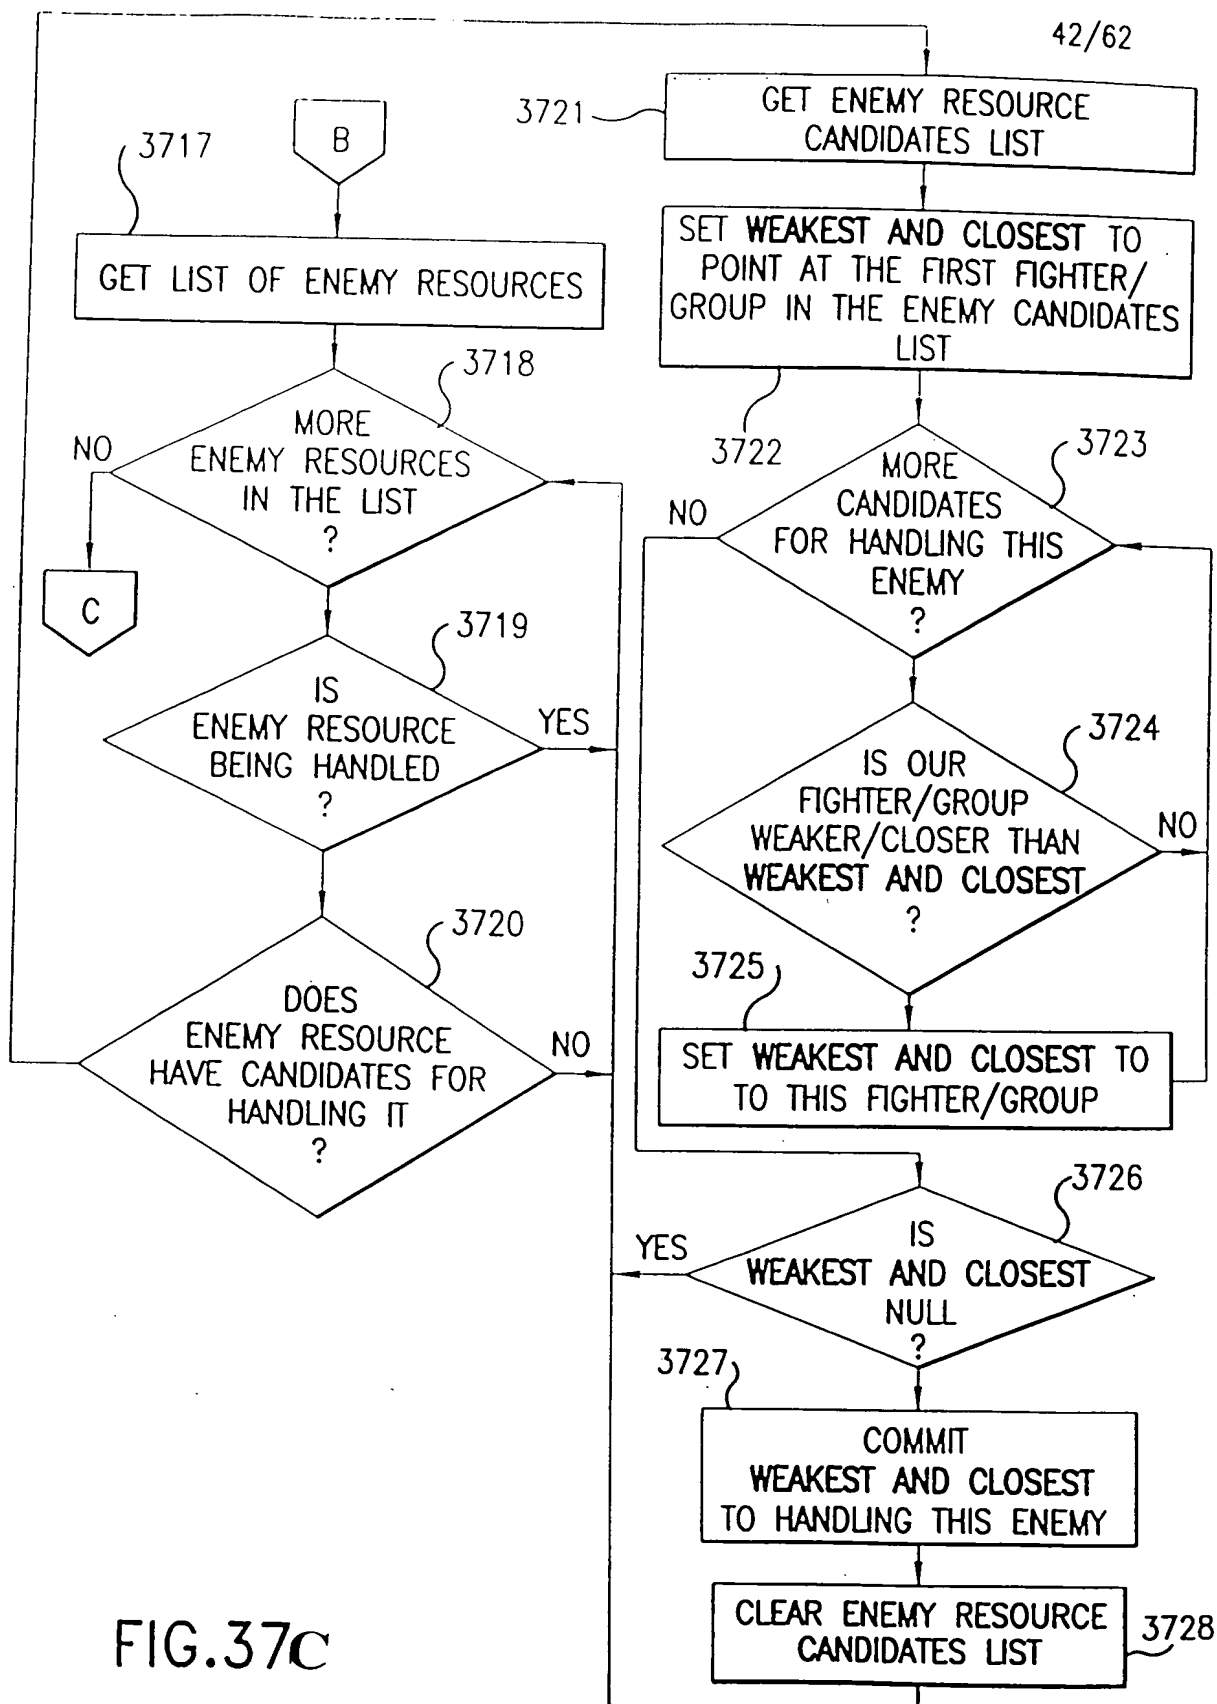 42/62
B
3717
GET LIST OF ENEMY RESOURCES
3718
MORE
ENEMY RESOURCES
IN THE LIST
?
NO
C
3719
IS
ENEMY RESOURCE
BEING HANDLED
?
YES
3720
DOES
ENEMY RESOURCE
HAVE CANDIDATES FOR
HANDLING IT
?
NO
3721
GET ENEMY RESOURCE
CANDIDATES LIST
SET WEAKEST AND CLOSEST TO
POINT AT THE FIRST FIGHTER/
GROUP IN THE ENEMY CANDIDATES
LIST
3722
3723
MORE
CANDIDATES
FOR HANDLING THIS
ENEMY
?
NO
3724
IS OUR
FIGHTER/GROUP
WEAKER/CLOSER THAN
WEAKEST AND CLOSEST
?
NO
3725
SET WEAKEST AND CLOSEST TO
TO THIS FIGHTER/GROUP
3726
IS
WEAKEST AND CLOSEST
NULL
?
YES
3727
COMMIT
WEAKEST AND CLOSEST
TO HANDLING THIS ENEMY
CLEAR ENEMY RESOURCE
CANDIDATES LIST
3728
FIG.37C